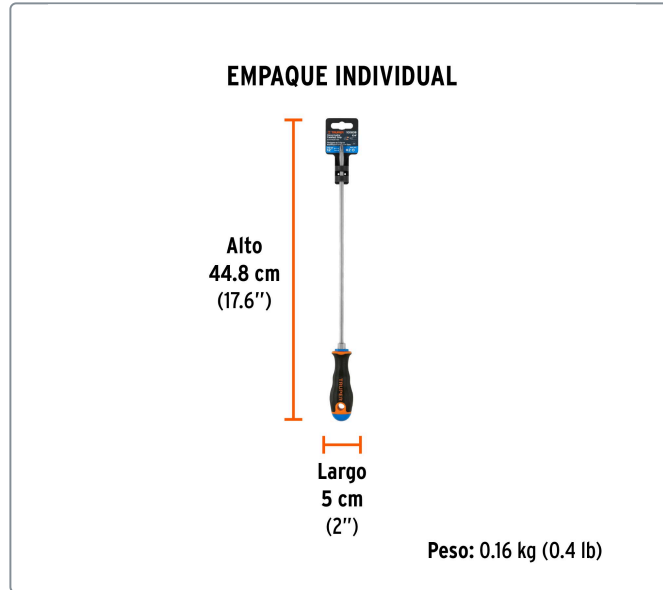 EMPAQUE INDIVIDUAL
Alto
44.8 cm
(17.6”)
TRUPER
Largo
5 cm
(2”)
Peso: 0.16 kg (0.4 lb)